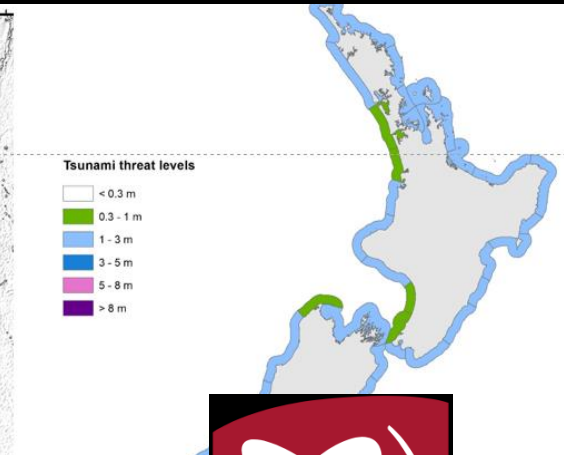 Tsunami threat levels
< 0.3 m
0.3 - 1 m
1 - 3 m
3 - 5 m
5 - 8 m
> 8 m